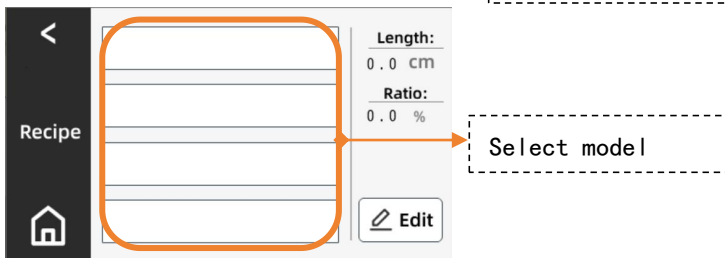 <
Length:
0.0 cm
Ratio:
0.0 %
Recipe
Select model
Edit